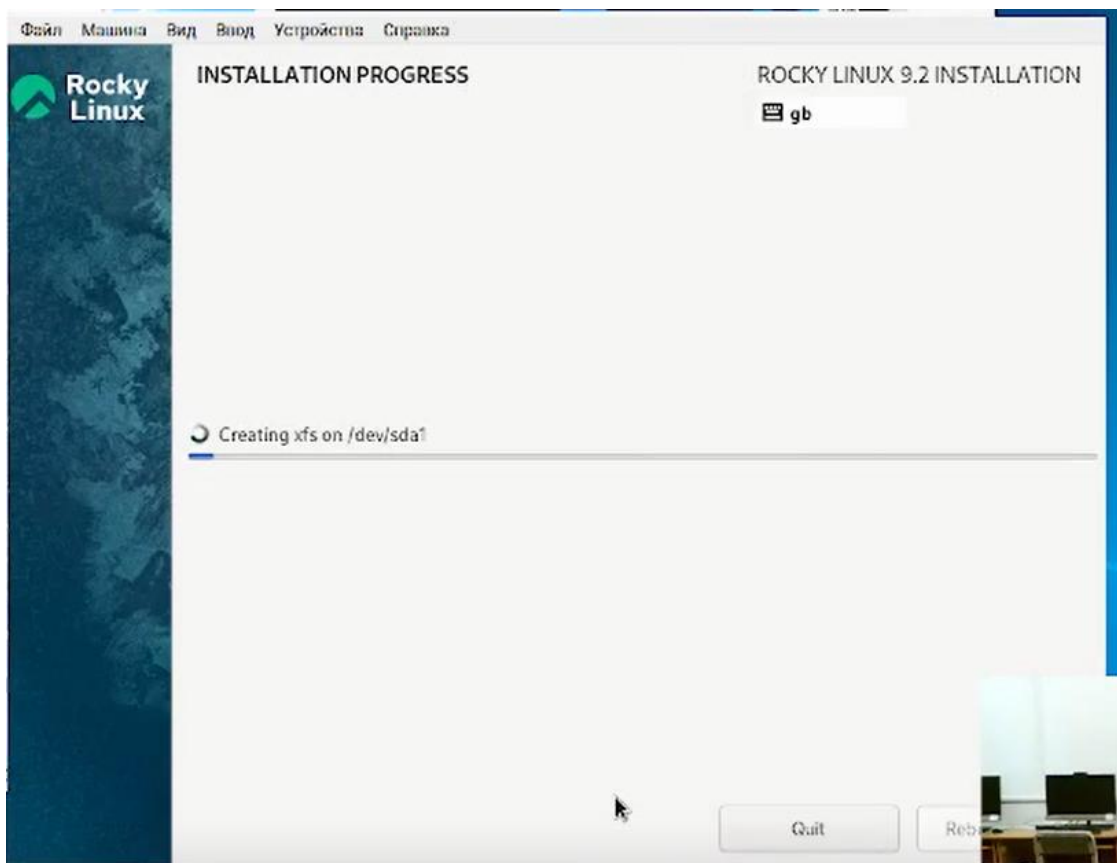 Файл Машина Вид Ввод Устройства Справка
Rocky
Linux
INSTALLATION PROGRESS
ROCKY LINUX 9.2 INSTALLATION
gb
Creating xfs on /dev/sda1
Quit